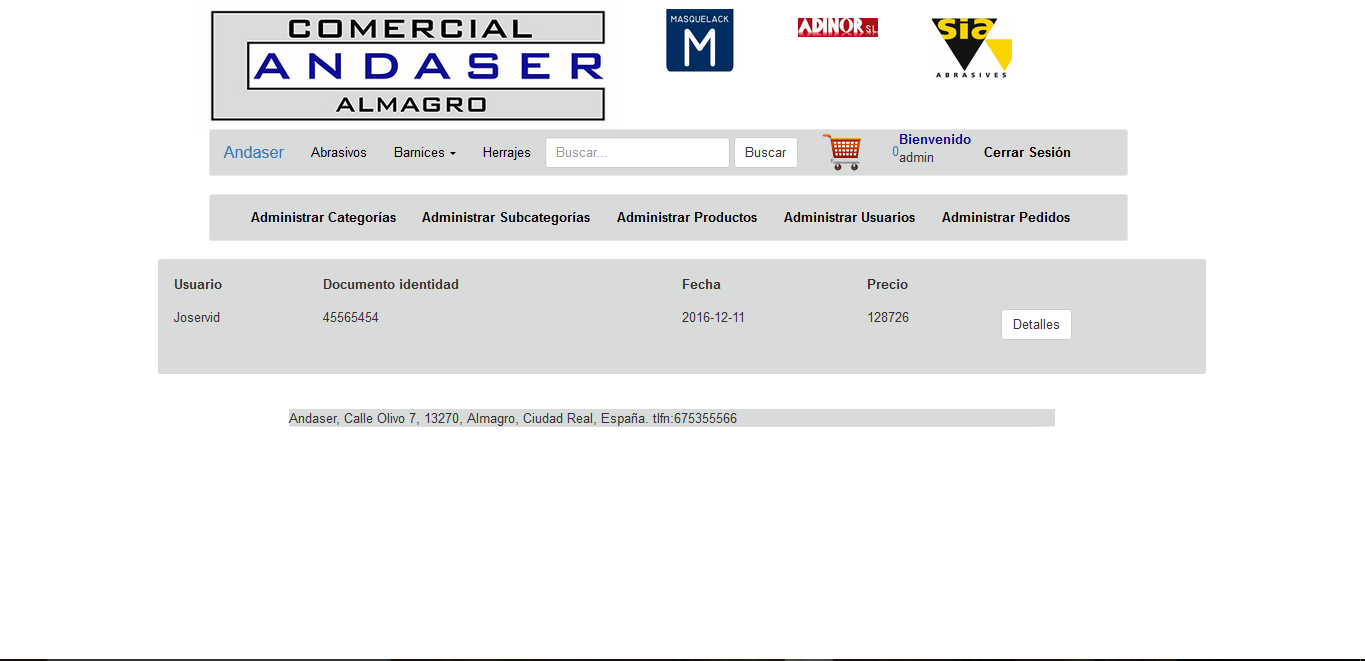 COMERCIAL
ANDASER
ALMAGRO
MASQUELACK
M
ADINOR S.L
sia
ABRASIVES
Andaser Abrasivos Barnices Herrajes Buscar... Buscar 0 Bienvenido admin Cerrar Sesión
Administrar Categorías Administrar Subcategorías Administrar Productos Administrar Usuarios Administrar Pedidos
Usuario Documento identidad Fecha Precio
Joservid 45565454 2016-12-11 128726 Detalles
Andaser, Calle Olivo 7, 13270, Almagro, Ciudad Real, España. tlfn:675355566